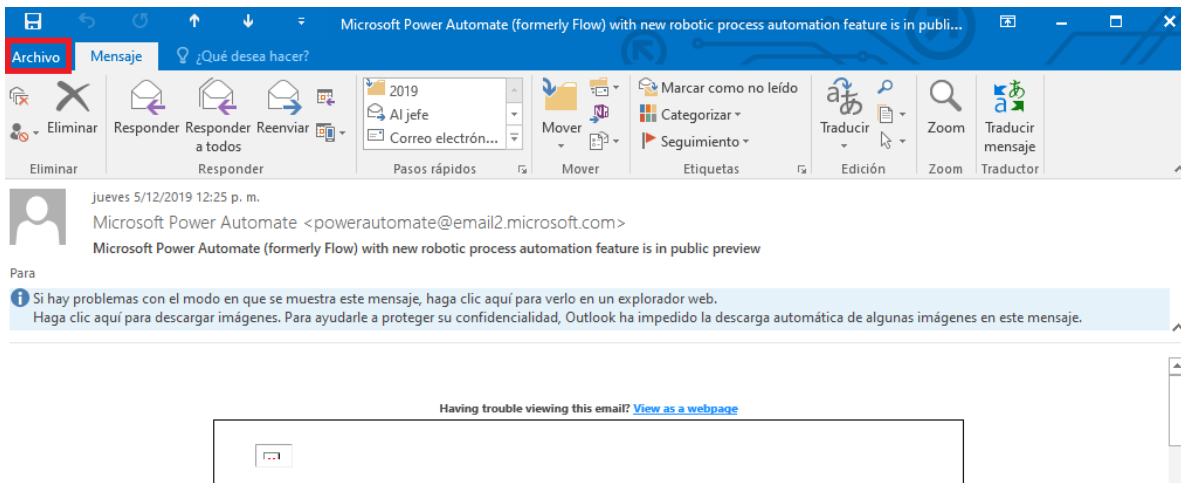 Microsoft Power Automate (formerly Flow) with new robotic process automation feature is in publi...
Archivo Mensaje ¿Qué desea hacer?
Eliminar
Responder
Responder a todos
Reenviar
2019
Al jefe
Correo electrón...
Mover
Marcar como no leído
Categorizar
Seguimiento
Traducir
Zoom
Traducir mensaje
Eliminar Responder Pasos rápidos Mover Etiquetas Edición Zoom Traductor
jueves 5/12/2019 12:25 p. m.
Microsoft Power Automate <powerautomate@email2.microsoft.com>
Microsoft Power Automate (formerly Flow) with new robotic process automation feature is in public preview
Para
Si hay problemas con el modo en que se muestra este mensaje, haga clic aquí para verlo en un explorador web.
Haga clic aquí para descargar imágenes. Para ayudarle a proteger su confidencialidad, Outlook ha impedido la descarga automática de algunas imágenes en este mensaje.
Having trouble viewing this email? View as a webpage